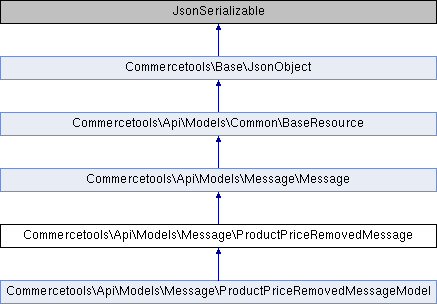 JsonSerializable
Commercetools\Base\JsonObject
Commercetools\Api\Models\Common\BaseResource
Commercetools\Api\Models\Message\Message
Commercetools\Api\Models\Message\ProductPriceRemovedMessage
Commercetools\Api\Models\Message\ProductPriceRemovedMessageModel